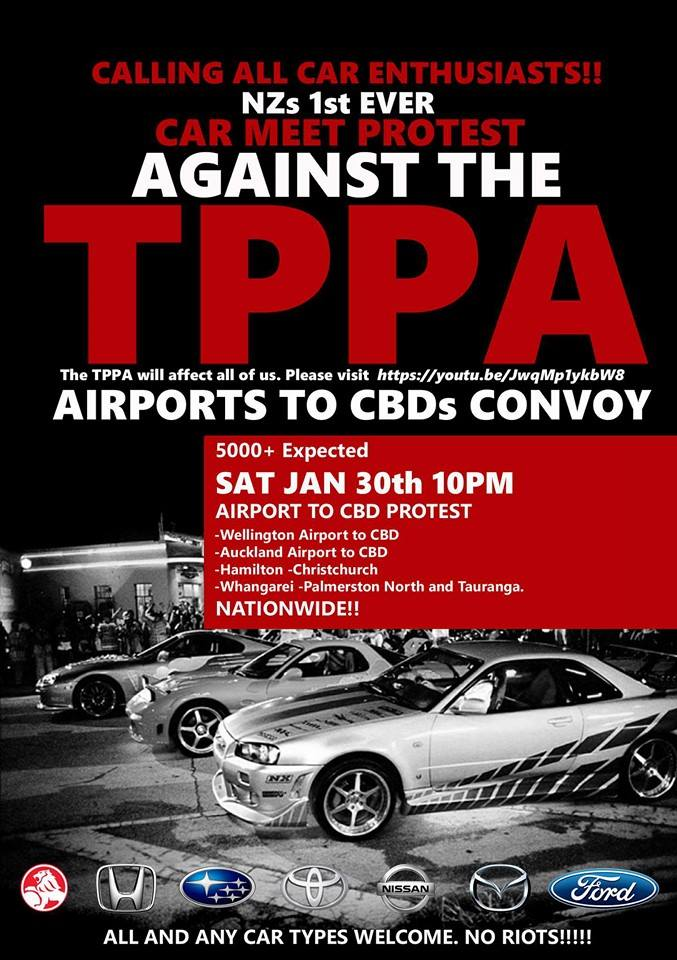 CALLING ALL CAR ENTHUSIASTS!!
NZs 1st EVER
CAR MEET PROTEST
AGAINST THE
TPPA
The TPPA will affect all of us. Please visit https://youtu.be/JwqMp1ykbW8
AIRPORTS TO CBDs CONVOY
5000+ Expected
SAT JAN 30th 10PM
AIRPORT TO CBD PROTEST
-Wellington Airport to CBD
-Auckland Airport to CBD
-Hamilton -Christchurch
-Whangarei -Palmerston North and Tauranga.
NATIONWIDE!!
NISSAN
Ford
ALL AND ANY CAR TYPES WELCOME. NO RIOTS!!!!!